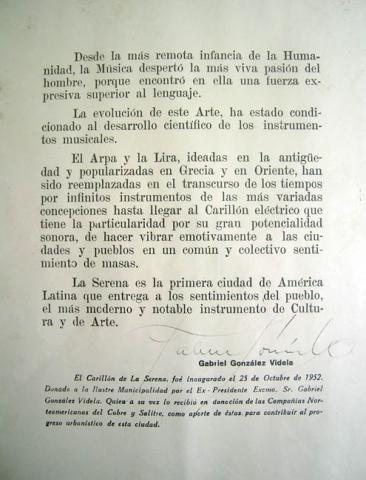 Desde la más remota infancia de la Huma-
nidad, la Música despertó la más viva pasión del
hombre, porque encontró en ella una fuerza ex-
presiva superior al lenguaje.
La evolución de este Arte, ha estado condi-
cionado al desarrollo científico de los instrumen-
tos musicales.
El Arpa y la Lira, ideadas en la antigüe-
dad y popularizadas en Grecia y en Oriente, han
sido reemplazadas en el transcurso de los tiempos
por infinitos instrumentos de las más variadas
concepciones hasta llegar al Carillón eléctrico que
tiene la particularidad por su gran potencialidad
sonora, de hacer vibrar emotivamente a las ciu-
dades y pueblos en un común y colectivo senti-
miento de masas.
La Serena es la primera ciudad de América
Latina que entrega a los sentimientos del pueblo,
el más moderno y notable instrumento de Cultu-
ra y de Arte.
Gabriel González Videla
El Carillón de La Serena, fué inaugurado el 25 de Octubre de 1952.
Donado a la Ilustre Municipalidad por el Ex - Presidente Excmo. Sr. Gabriel
González Videla. Quien a su vez lo recibió en donación de las Compañías Nor-
teamericanas del Cobre y Salitre, como aporte de éstas para contribuir al pro-
greso urbanístico de esta ciudad.